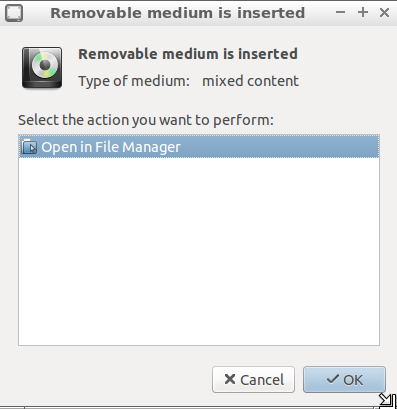 Removable medium is inserted
Removable medium is inserted
Type of medium: mixed content
Select the action you want to perform:
Open in File Manager
Cancel OK